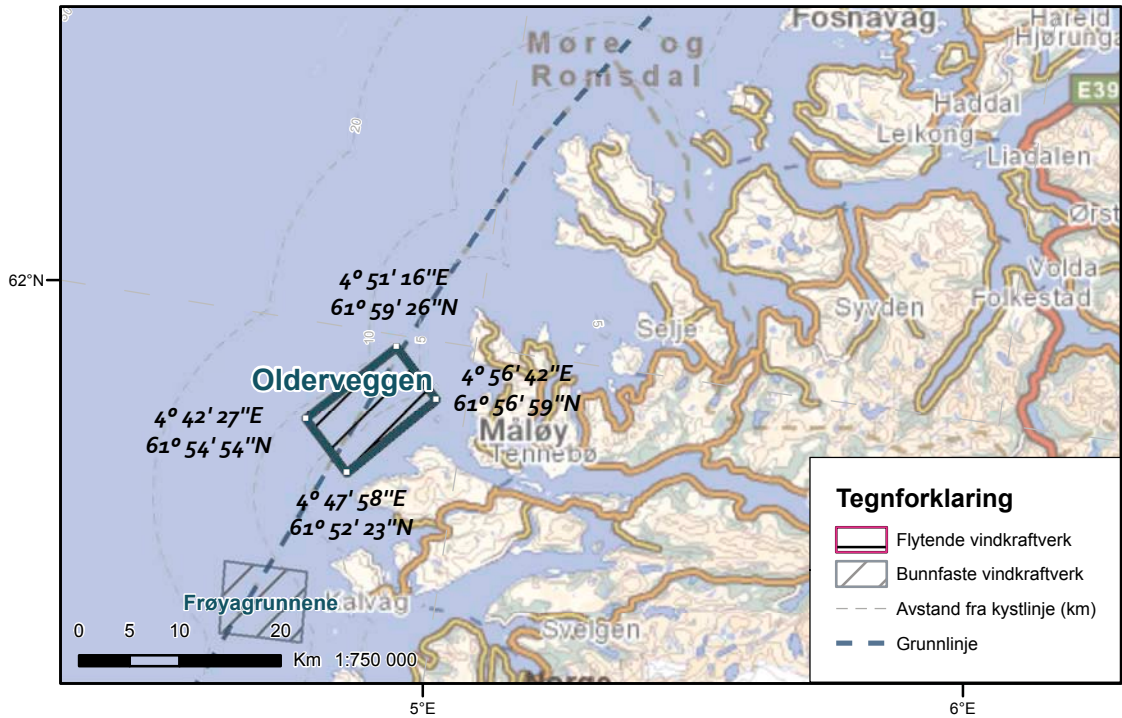 Fosnavåg
Hareid
Hjørunga
Møre og
Romsdal
E39
Haddal
Leikong
Liadalen
Ørst
20
62°N
4° 51' 16"E
61° 59' 26"N
Volda
Folkestad
Syvden
Selje
10
5
5
Olderveggen
4° 56' 42"E
61° 56' 59"N
4° 42' 27"E
61° 54' 54"N
Måløy
Tennebø
4° 47' 58"E
61° 52' 23"N
Tegnforklaring
Flytende vindkraftverk
Bunnfaste vindkraftverk
Avstand fra kystlinje (km)
Grunnlinje
Frøyagrunnene
Kalvåg
Svelgen
0 5 10 20
Km 1:750 000
Norge
5°E
6°E